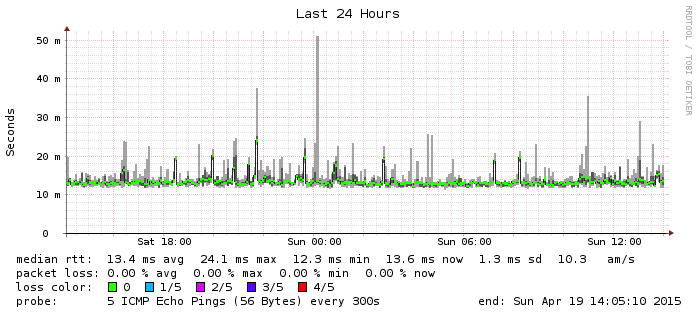 Last 24 Hours
RRDTOOL / TOBI OETIKER
Seconds
50 m
40 m
30 m
20 m
10 m
0
Sat 18:00 Sun 00:00 Sun 06:00 Sun 12:00
median rtt: 13.4 ms avg 24.1 ms max 12.3 ms min 13.6 ms now 1.3 ms sd 10.3 am/s
packet loss: 0.00 % avg 0.00 % max 0.00 % min 0.00 % now
loss color: 0 1/5 2/5 3/5 4/5
probe: 5 ICMP Echo Pings (56 Bytes) every 300s end: Sun Apr 19 14:05:10 2015